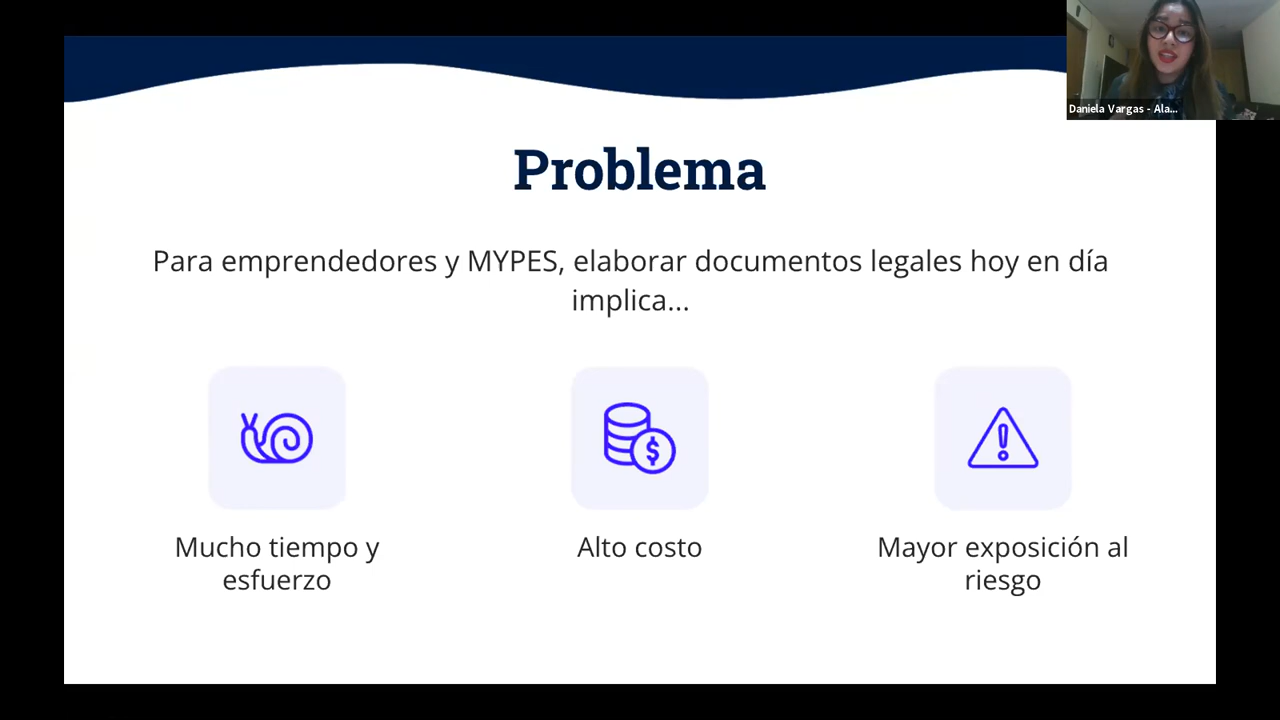 Daniela Vargas - Ala...
Problema
Para emprendedores y MYPES, elaborar documentos legales hoy en día
implica...
Mucho tiempo y
esfuerzo
Alto costo
Mayor exposición al
riesgo